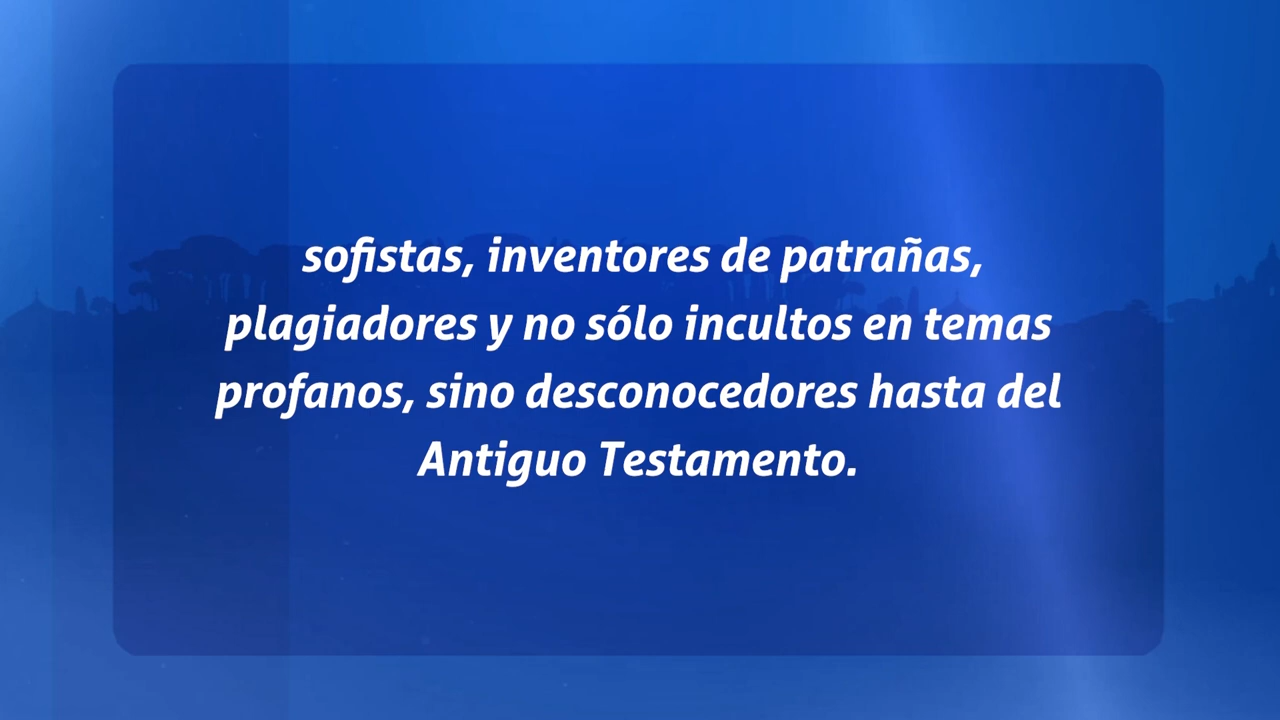 sofistas, inventores de patrañas,
plagiadores y no sólo incultos en temas
profanos, sino desconocedores hasta del
Antiguo Testamento.